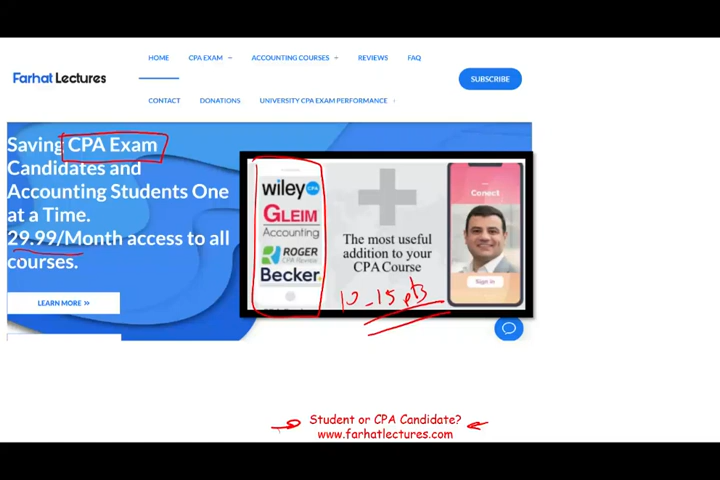 HOME
CPA EXAM
ACCOUNTING COURSES
REVIEWS
FAQ
Farhat Lectures
SUBSCRIBE
CONTACT
DONATIONS
UNIVERSITY CPA EXAM PERFORMANCE
Saving CPA Exam
Candidates and
Accounting Students One
at a Time.
29.99/Month access to all
courses.
LEARN MORE »
wiley CPA
GLEIM
Accounting
ROGER
CPA Review
Becker.
The most useful
addition to your
CPA Course
Conect
Sign in
10-15 pts
Student or CPA Candidate?
www.farhatlectures.com